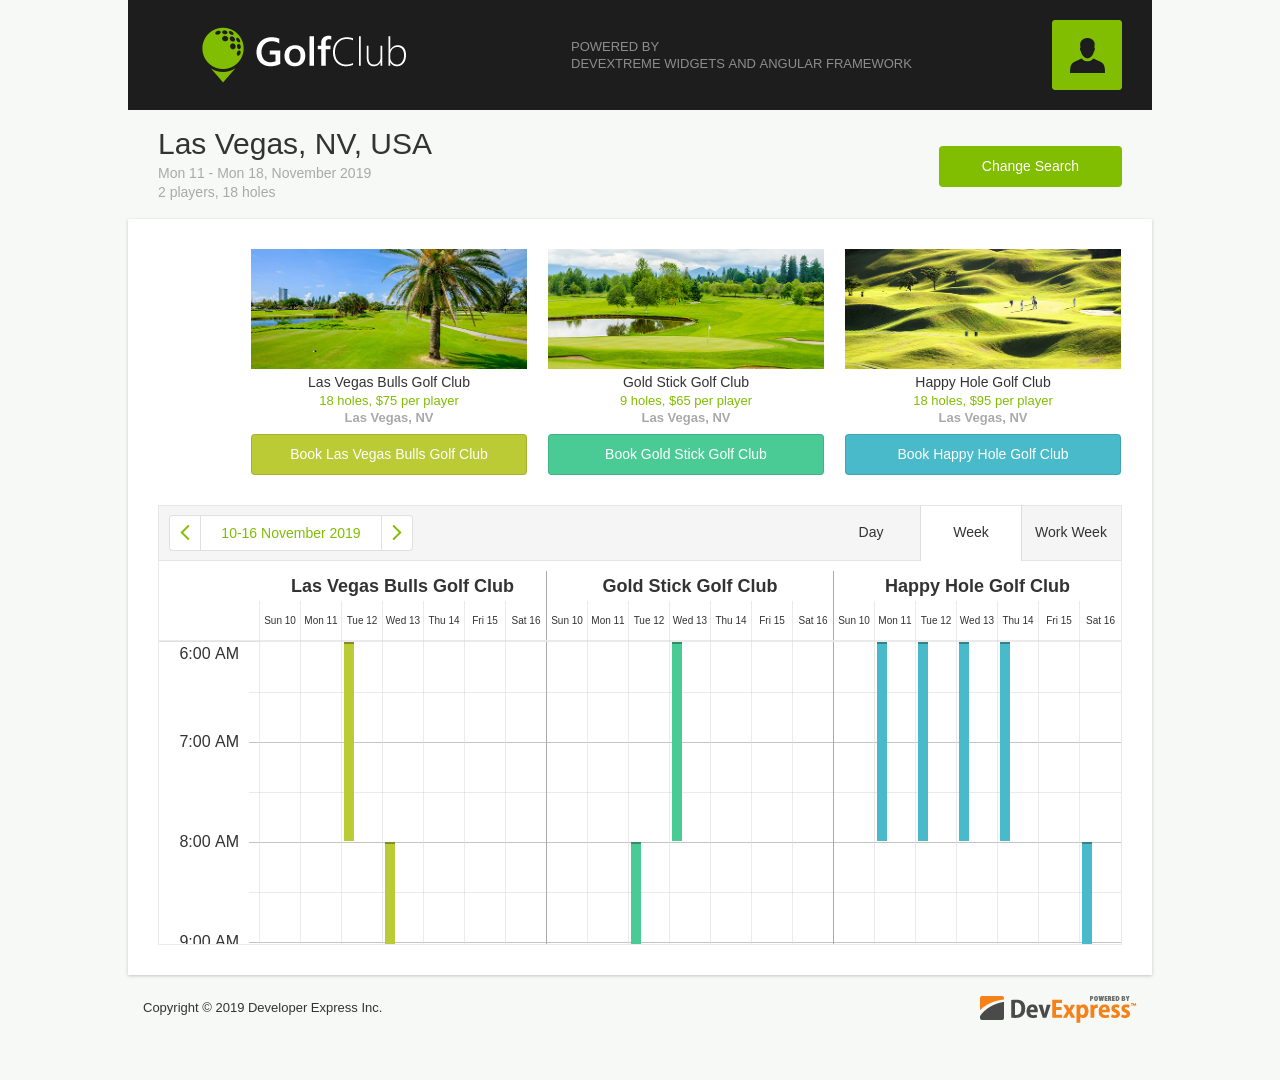 GolfClub
POWERED BY
DEVEXTREME WIDGETS AND ANGULAR FRAMEWORK
Las Vegas, NV, USA
Mon 11 - Mon 18, November 2019
2 players, 18 holes
Change Search
Las Vegas Bulls Golf Club
18 holes, $75 per player
Las Vegas, NV
Book Las Vegas Bulls Golf Club
Gold Stick Golf Club
9 holes, $65 per player
Las Vegas, NV
Book Gold Stick Golf Club
Happy Hole Golf Club
18 holes, $95 per player
Las Vegas, NV
Book Happy Hole Golf Club
10-16 November 2019
Day Week Work Week
Las Vegas Bulls Golf Club Gold Stick Golf Club Happy Hole Golf Club
Sun 10 Mon 11 Tue 12 Wed 13 Thu 14 Fri 15 Sat 16 Sun 10 Mon 11 Tue 12 Wed 13 Thu 14 Fri 15 Sat 16 Sun 10 Mon 11 Tue 12 Wed 13 Thu 14 Fri 15 Sat 16
6:00 AM
7:00 AM
8:00 AM
9:00 AM
Copyright © 2019 Developer Express Inc.
POWERED BY
DevExpress™